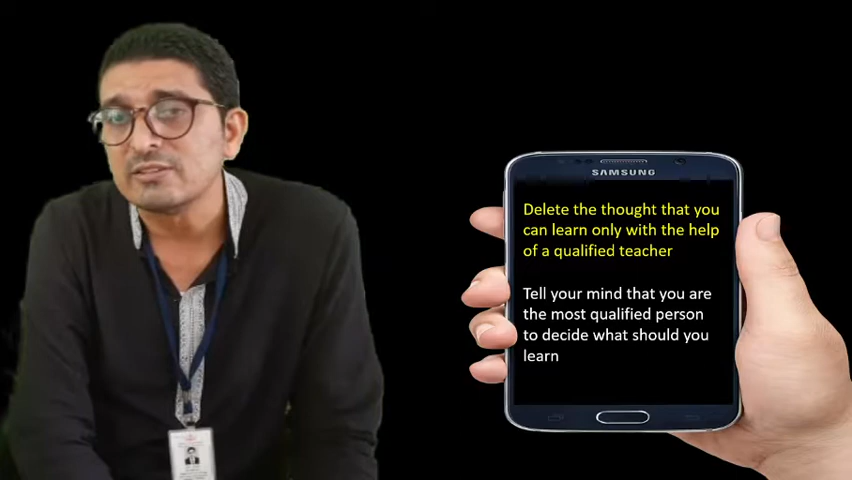 SAMSUNG
Delete the thought that you
can learn only with the help
of a qualified teacher
Tell your mind that you are
the most qualified person
to decide what should you
learn